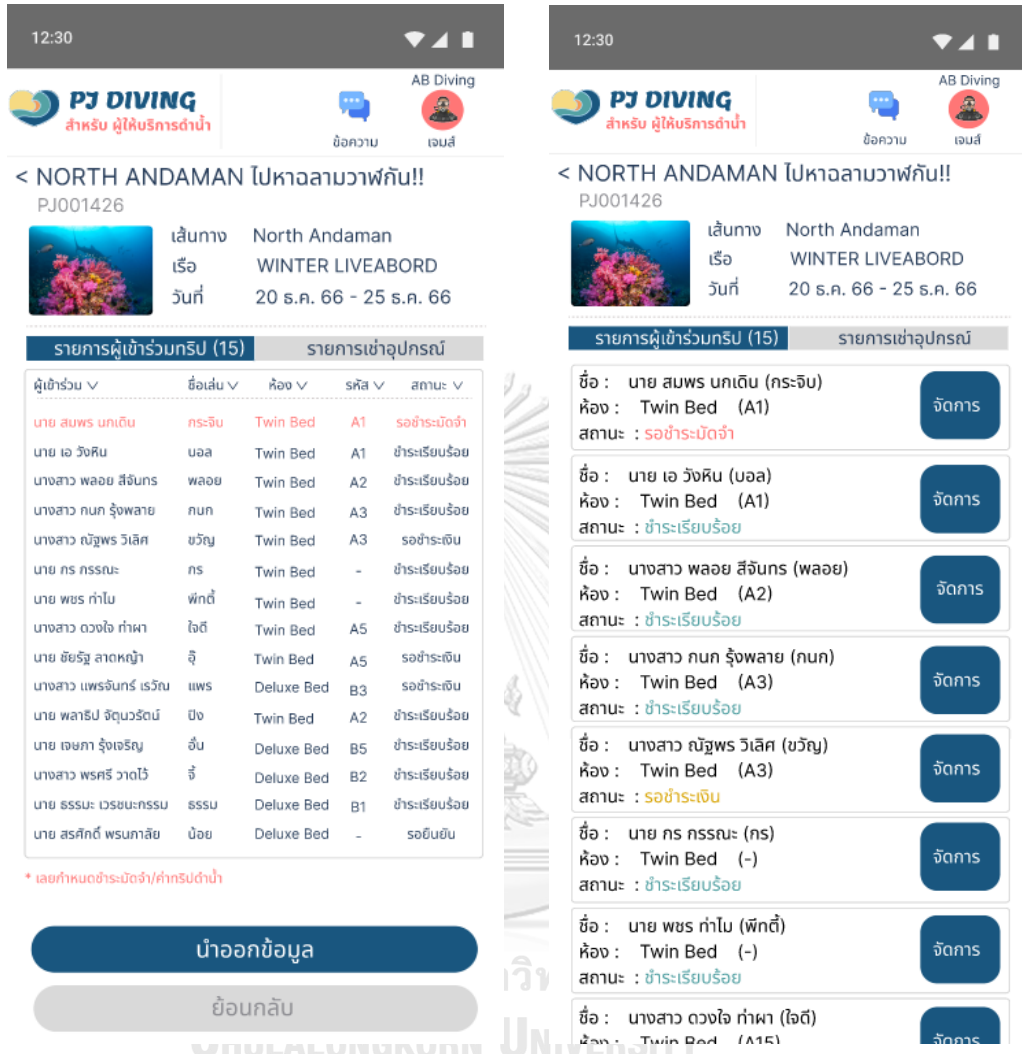 12:30
PJ DIVING
สำหรับ ผู้ให้บริการดำน้ำ
ข้อความ
AB Diving
เจมส์
< NORTH ANDAMAN ไปหาฉลามวาฬกัน!!
PJ001426
เส้นทาง North Andaman
เรือ WINTER LIVEABORD
วันที่ 20 ธ.ค. 66 - 25 ธ.ค. 66
รายการผู้เข้าร่วมทริป (15) รายการเช่าอุปกรณ์
ผู้เข้าร่วม ชื่อเล่น ห้อง รหัส สถานะ
นาย สมพร นกเดิน กระจิบ Twin Bed A1 รอชำระมัดจำ
นาย เอ วังหิน บอล Twin Bed A1 ชำระเรียบร้อย
นางสาว พลอย สีจันทร พลอย Twin Bed A2 ชำระเรียบร้อย
นางสาว กนก รุ้งพลาย กนก Twin Bed A3 ชำระเรียบร้อย
นางสาว ณัฐพร วิเลิศ ขวัญ Twin Bed A3 รอชำระเงิน
นาย กร กรรณะ กร Twin Bed - ชำระเรียบร้อย
นาย พชร ท่าไม พีทตี้ Twin Bed - ชำระเรียบร้อย
นางสาว ดวงใจ ท่าผา ใจดี Twin Bed A5 ชำระเรียบร้อย
นาย ชัยรัฐ ลาดหญ้า อุ๊ Twin Bed A5 รอชำระเงิน
นางสาว แพรจันทร์ เรวัณ แพร Deluxe Bed B3 รอชำระเงิน
นาย พลาธิป จัตุนวรัตน์ ปิง Twin Bed A2 ชำระเรียบร้อย
นาย เจษภา รุ้งเจริญ อั๋น Deluxe Bed B5 ชำระเรียบร้อย
นางสาว พรศรี วาดไว้ จี้ Deluxe Bed B2 ชำระเรียบร้อย
นาย ธรรมะ เวรชนะกรรม ธรรม Deluxe Bed B1 ชำระเรียบร้อย
นาย สรศักดิ์ พรนภาลัย น้อย Deluxe Bed - รอยืนยัน
* เลยกำหนดชำระมัดจำ/ค่าทริปดำน้ำ
นำออกข้อมูล
ย้อนกลับ
12:30
PJ DIVING
สำหรับ ผู้ให้บริการดำน้ำ
ข้อความ
AB Diving
เจมส์
< NORTH ANDAMAN ไปหาฉลามวาฬกัน!!
PJ001426
เส้นทาง North Andaman
เรือ WINTER LIVEABORD
วันที่ 20 ธ.ค. 66 - 25 ธ.ค. 66
รายการผู้เข้าร่วมทริป (15) รายการเช่าอุปกรณ์
ชื่อ : นาย สมพร นกเดิน (กระจิบ)
ห้อง : Twin Bed (A1)
สถานะ : รอชำระมัดจำ
จัดการ
ชื่อ : นาย เอ วังหิน (บอล)
ห้อง : Twin Bed (A1)
สถานะ : ชำระเรียบร้อย
จัดการ
ชื่อ : นางสาว พลอย สีจันทร (พลอย)
ห้อง : Twin Bed (A2)
สถานะ : ชำระเรียบร้อย
จัดการ
ชื่อ : นางสาว กนก รุ้งพลาย (กนก)
ห้อง : Twin Bed (A3)
สถานะ : ชำระเรียบร้อย
จัดการ
ชื่อ : นางสาว ณัฐพร วิเลิศ (ขวัญ)
ห้อง : Twin Bed (A3)
สถานะ : รอชำระเงิน
จัดการ
ชื่อ : นาย กร กรรณะ (กร)
ห้อง : Twin Bed (-)
สถานะ : ชำระเรียบร้อย
จัดการ
ชื่อ : นาย พชร ท่าไม (พีทตี้)
ห้อง : Twin Bed (-)
สถานะ : ชำระเรียบร้อย
จัดการ
ชื่อ : นางสาว ดวงใจ ท่าผา (ใจดี)
ห้อง : Twin Bed (A15)
จัดการ